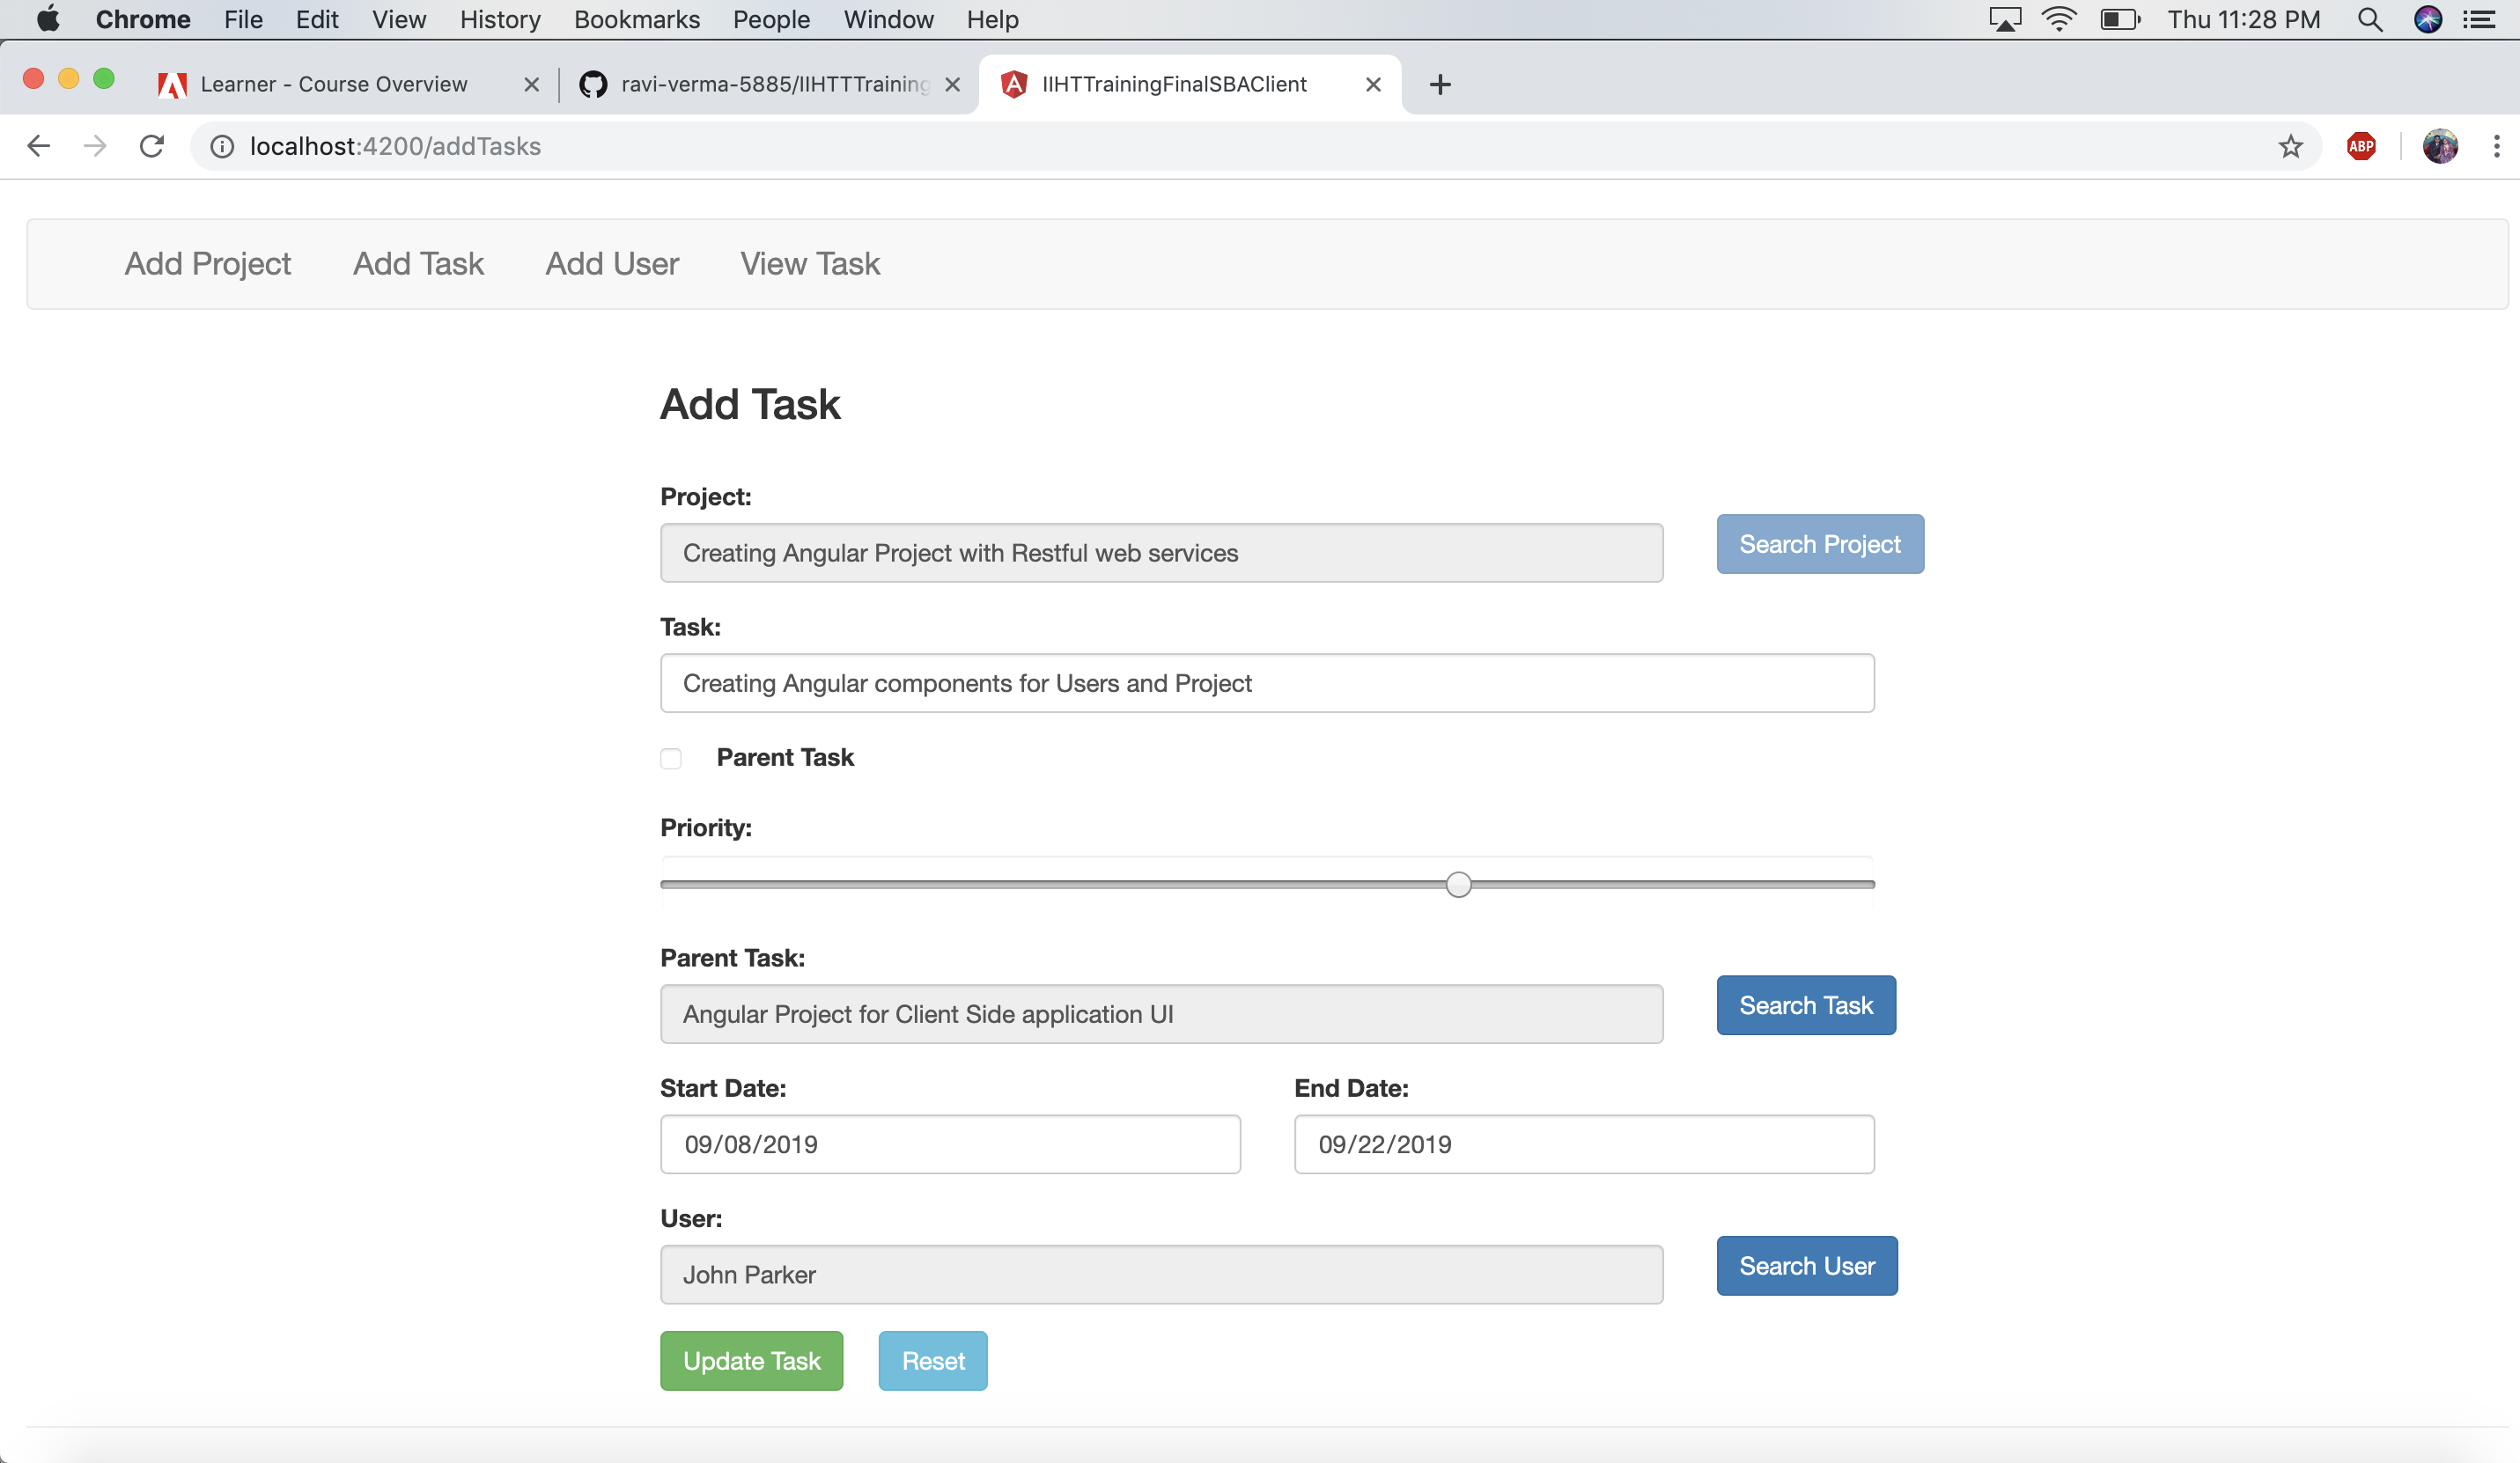 Chrome File Edit View History Bookmarks People Window Help Thu 11:28 PM
Learner - Course Overview ravi-verma-5885/IIHTTTraining IIHTTrainingFinalSBAClient
localhost:4200/addTasks ABP
Add Project Add Task Add User View Task
Add Task
Project:
Creating Angular Project with Restful web services Search Project
Task:
Creating Angular components for Users and Project
Parent Task
Priority:
Parent Task:
Angular Project for Client Side application UI Search Task
Start Date: End Date:
09/08/2019 09/22/2019
User:
John Parker Search User
Update Task Reset